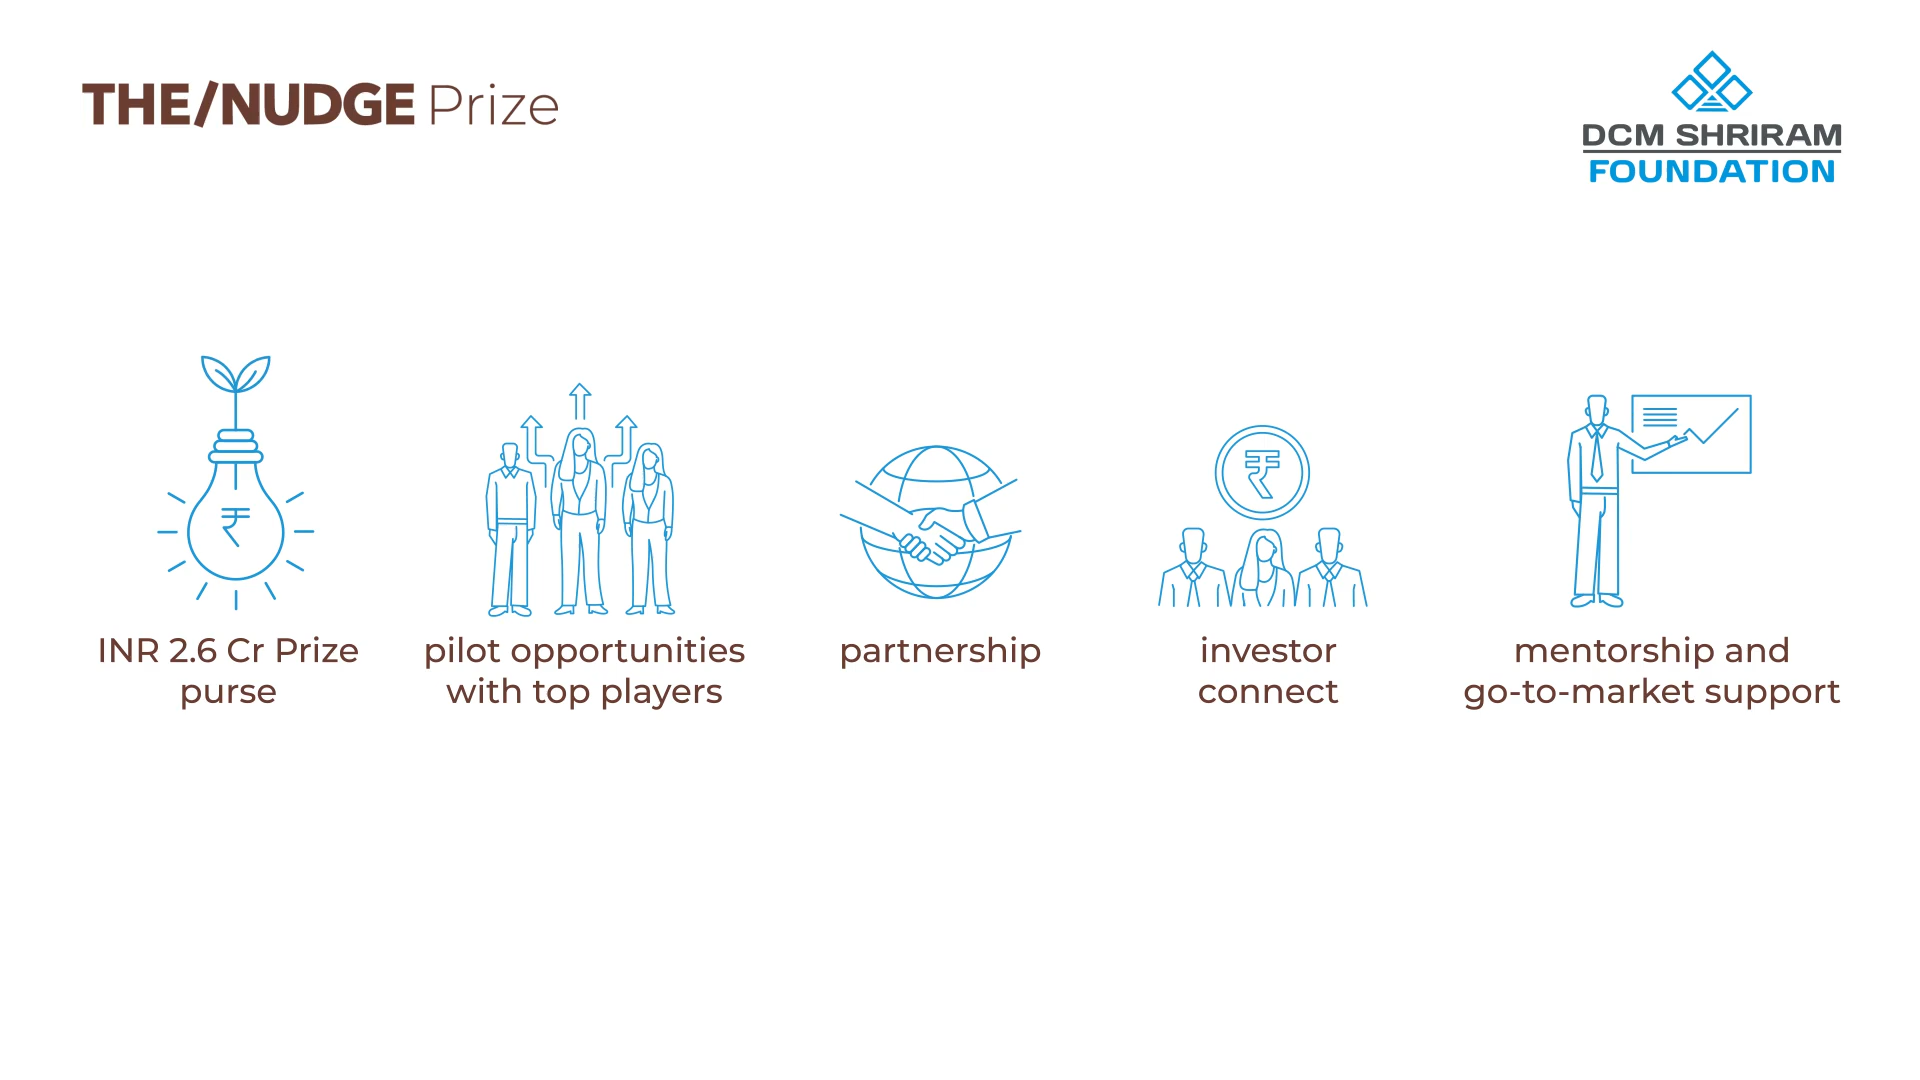 THE/NUDGE Prize
DCM SHRIRAM
FOUNDATION
₹
₹
INR 2.6 Cr Prize
purse
pilot opportunities
with top players
partnership
investor
connect
mentorship and
go-to-market support